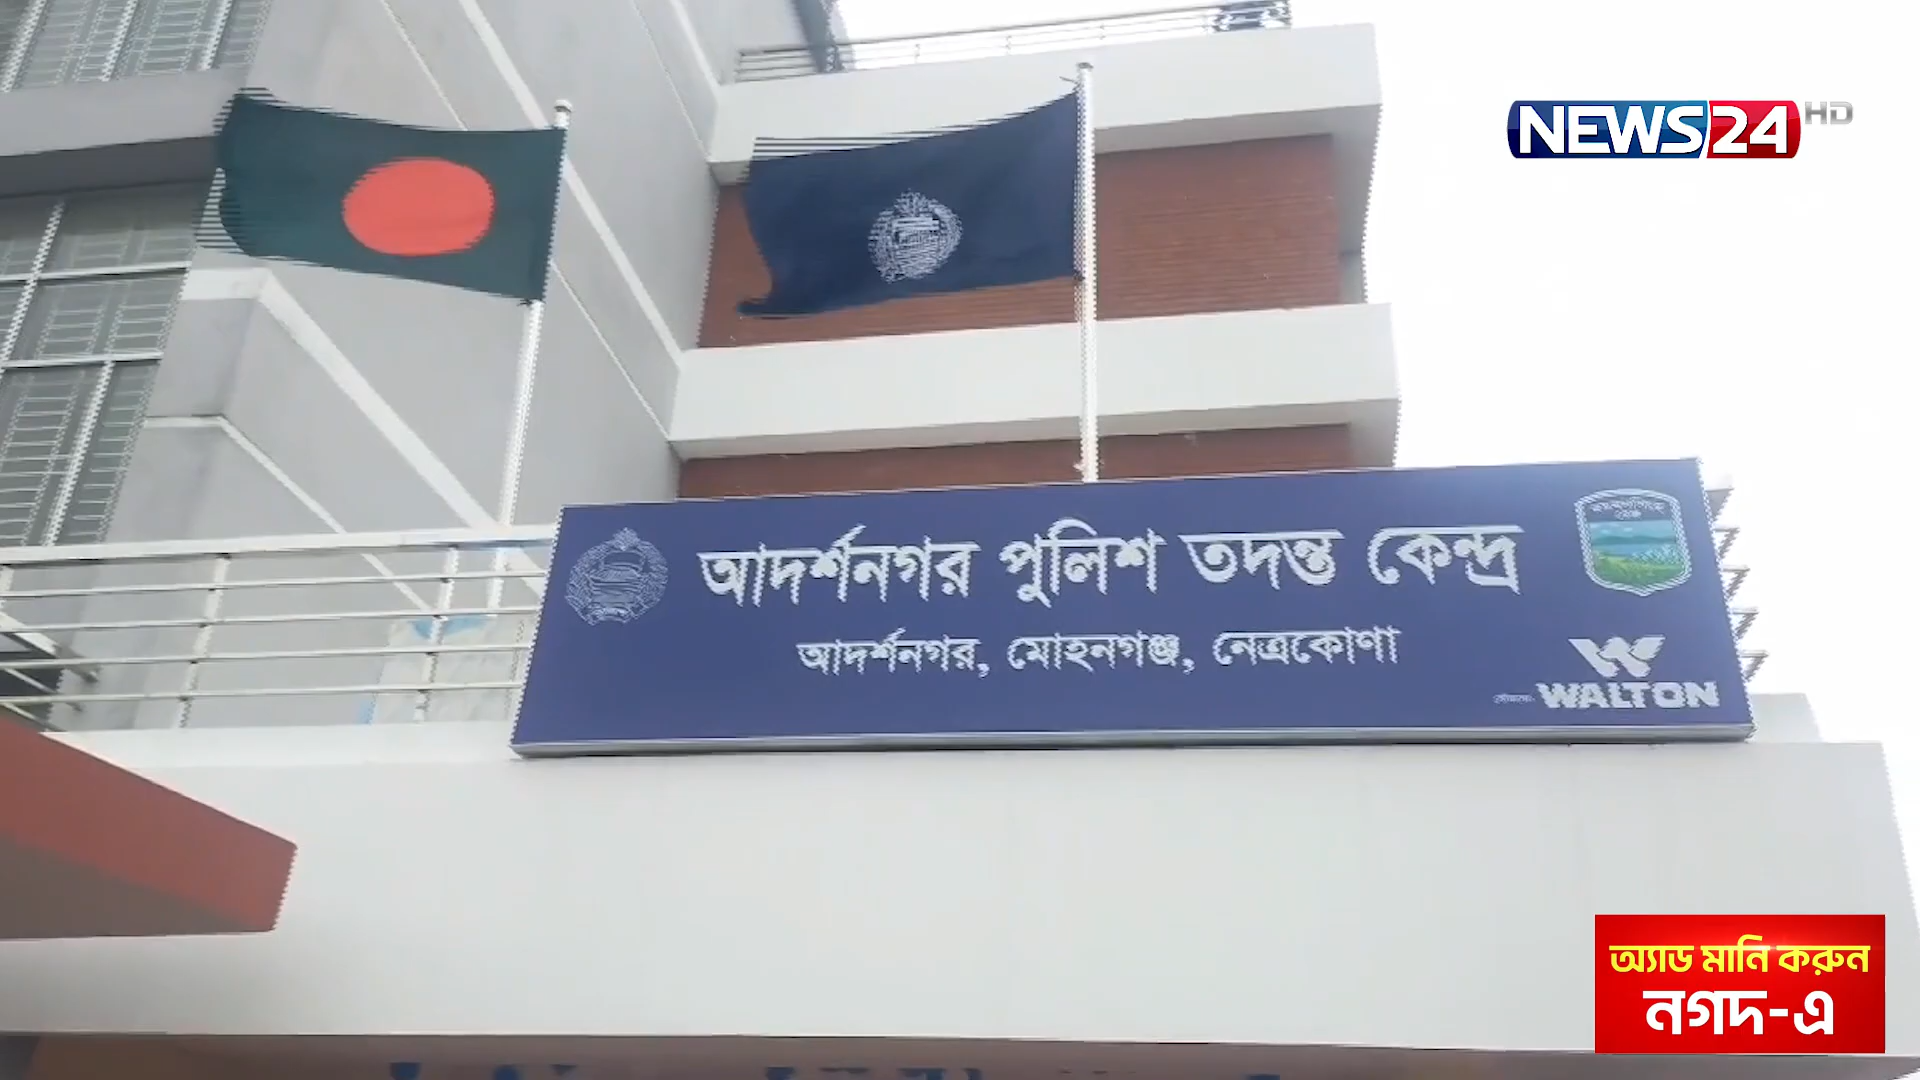 NEWS24 HD
আদর্শনগর পুলিশ তদন্ত কেন্দ্র
আদর্শনগর, মোহনগঞ্জ, নেত্রকোণা
WALTON
অ্যাড মানি করুন
নগদ-এ